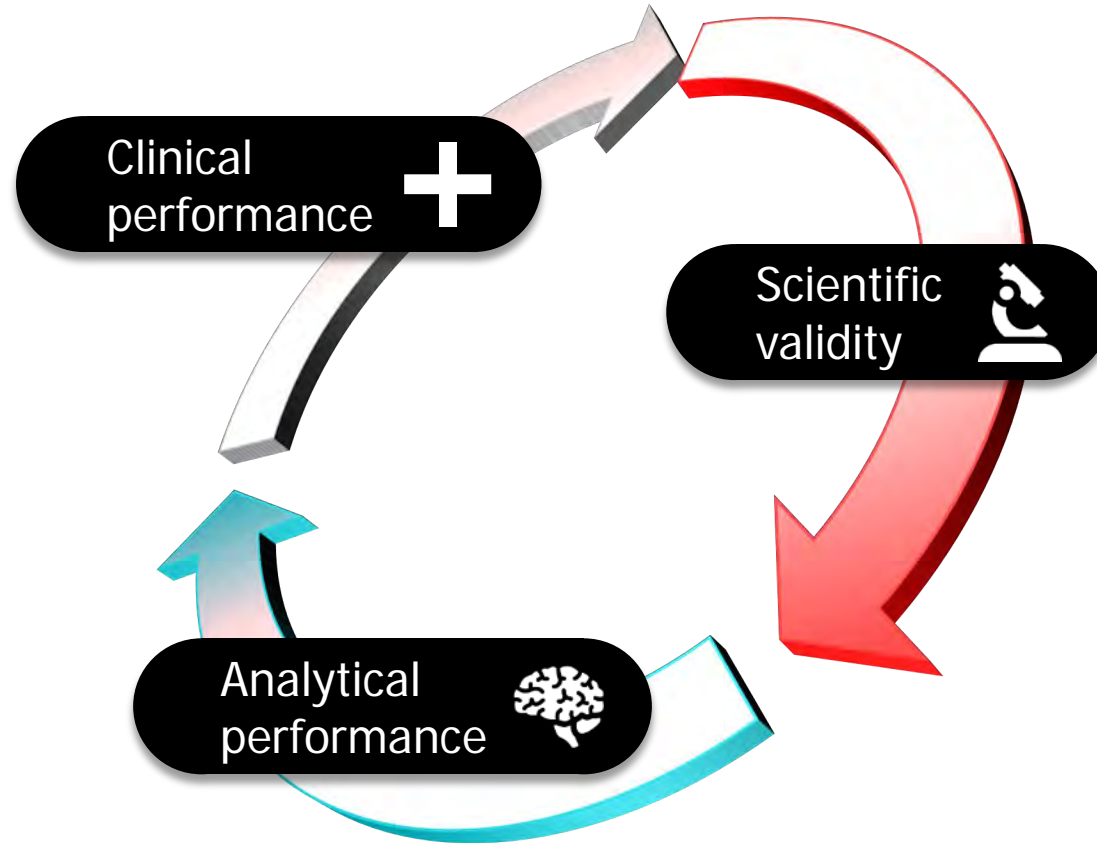 Clinical
performance
Scientific
validity
Analytical
performance